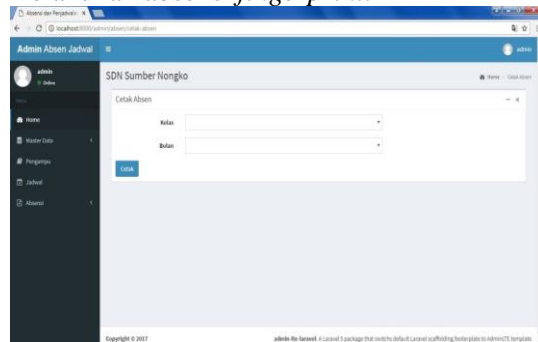 Absensi dan Penjadwalan
localhost:8000/admin/absen/cetak-absen
Admin Absen Jadwal
admin
admin
Online
SDN Sumber Nongko
Home
Cetak Absen
Cetak Absen
Menu
Home
Kelas
Master Data
Bulan
Pengampu
Cetak
Jadwal
Absensi
Copyright © 2017
admin-lte-laravel. A Laravel 5 package that switchs default Laravel scaffolding/boilerplate to AdminLTE template